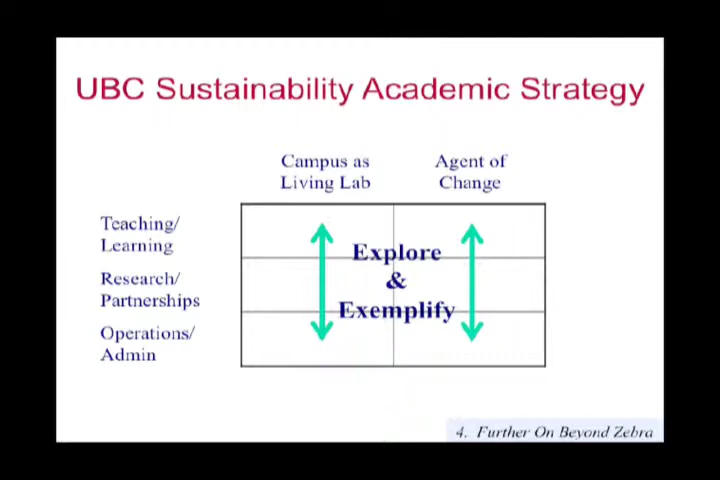 UBC Sustainability Academic Strategy
Campus as
Living Lab
Agent of
Change
Teaching/
Learning
Research/
Partnerships
Operations/
Admin
Explore
&
Exemplify
4. Further On Beyond Zebra